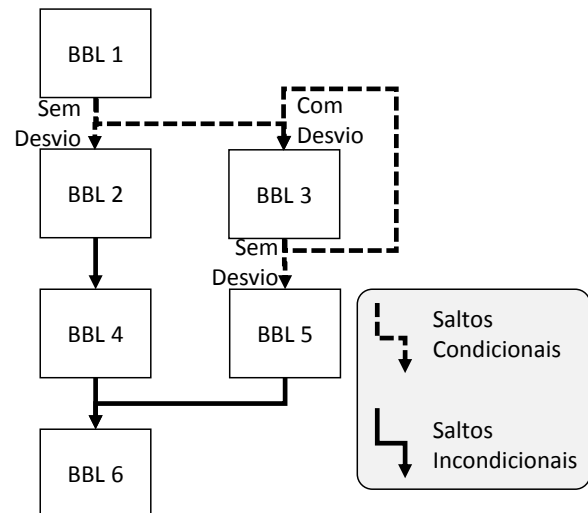 BBL 1
Sem
Desvio
Com
Desvio
BBL 2
BBL 3
Sem
Desvio
BBL 4
BBL 5
BBL 6
Saltos
Condicionais
Saltos
Incondicionais